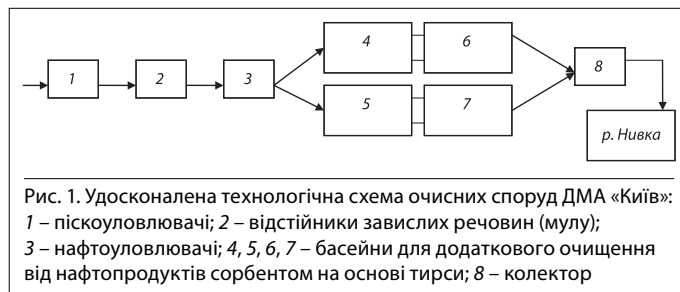 1
2
3
4
6
5
7
8
р. Нивка
Рис. 1. Удосконалена технологічна схема очисних споруд ДМА «Київ»:
1 – піскоуловлювачі; 2 – відстійники завислих речовин (мулу);
3 – нафтоуловлювачі; 4, 5, 6, 7 – басейни для додаткового очищення
від нафтопродуктів сорбентом на основі тирси; 8 – колектор